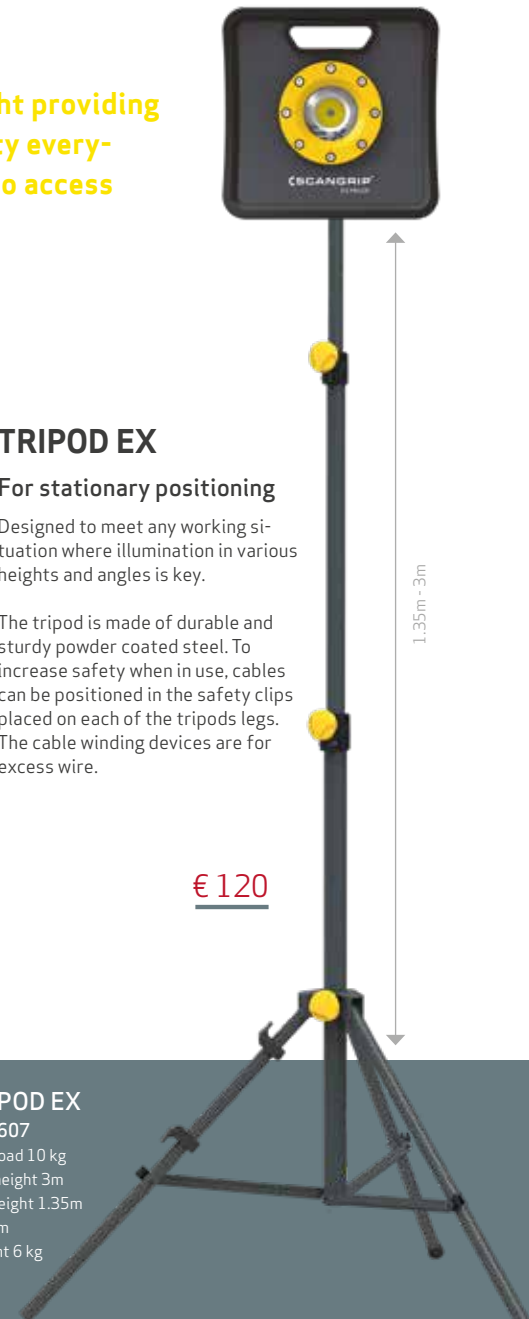 ht providing
ty every-
o access
SCANGRIP
TRIPOD EX
For stationary positioning
Designed to meet any working si-
tuation where illumination in various
heights and angles is key.
The tripod is made of durable and
sturdy powder coated steel. To
increase safety when in use, cables
can be positioned in the safety clips
placed on each of the tripods legs.
The cable winding devices are for
excess wire.
1.35m - 3m
€ 120
POD EX
607
oad 10 kg
height 3m
eight 1.35m
m
ht 6 kg